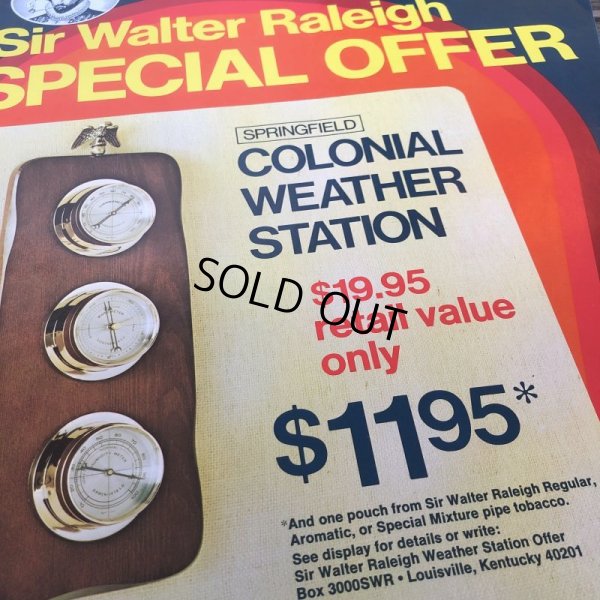 Sir Walter Raleigh
SPECIAL OFFER
SPRINGFIELD
COLONIAL
WEATHER
STATION
$19.95
retail value
only
SOLD OUT
$11.95*
*And one pouch from Sir Walter Raleigh Regular,
Aromatic, or Special Mixture pipe tobacco.
See display for details or write:
Sir Walter Raleigh Weather Station Offer
Box 3000SWR • Louisville, Kentucky 40201